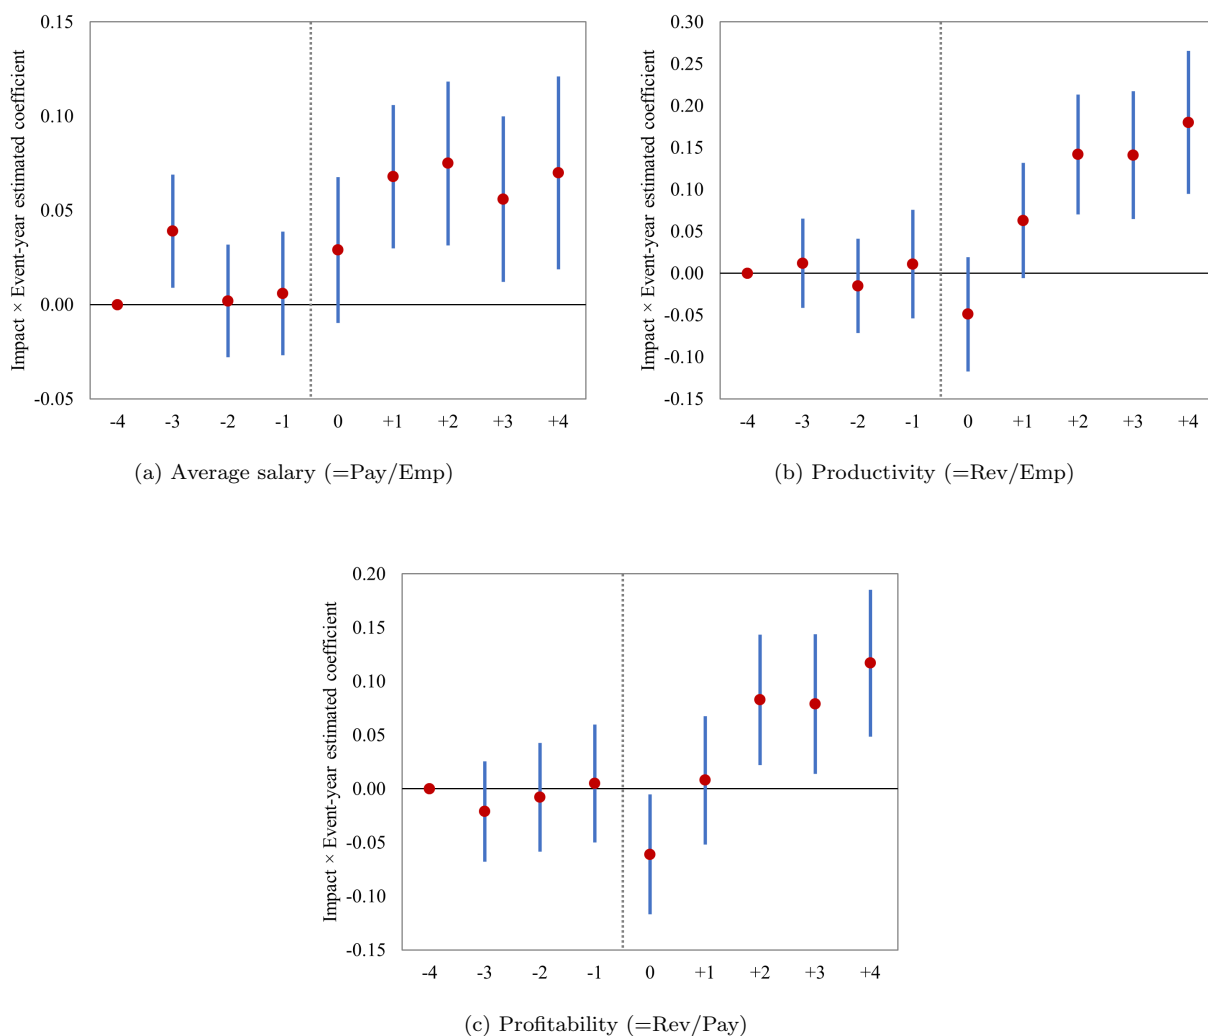 Impact × Event-year estimated coefficient
0.15
0.10
0.05
0.00
-0.05
-4 -3 -2 -1 0 +1 +2 +3 +4
(a) Average salary (=Pay/Emp)
Impact × Event-year estimated coefficient
0.30
0.25
0.20
0.15
0.10
0.05
0.00
-0.05
-0.10
-0.15
-4 -3 -2 -1 0 +1 +2 +3 +4
(b) Productivity (=Rev/Emp)
Impact × Event-year estimated coefficient
0.20
0.15
0.10
0.05
0.00
-0.05
-0.10
-0.15
-4 -3 -2 -1 0 +1 +2 +3 +4
(c) Profitability (=Rev/Pay)